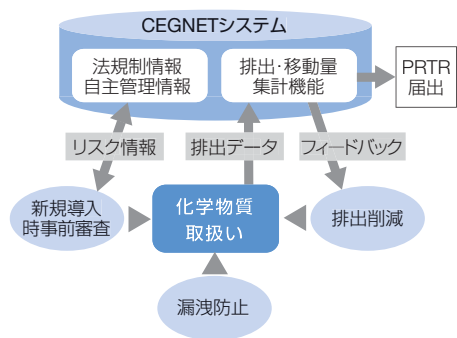 CEGNETシステム
法規制情報
自主管理情報
排出・移動量
集計機能
PRTR
届出
リスク情報
排出データ
フィードバック
新規導入
時事前審査
化学物質
取扱い
排出削減
漏洩防止